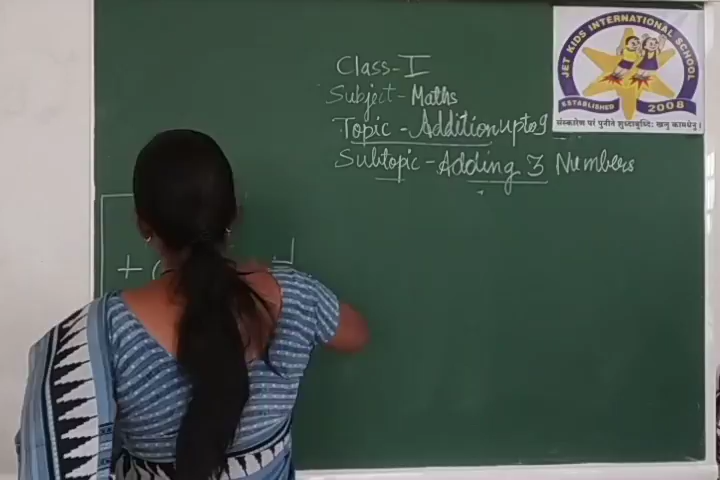 Class-I
Subject-Maths
Topic-Addition upto 9
Subtopic-Adding 3 Numbers
+
JET KIDS INTERNATIONAL SCHOOL
ESTABLISHED 2008